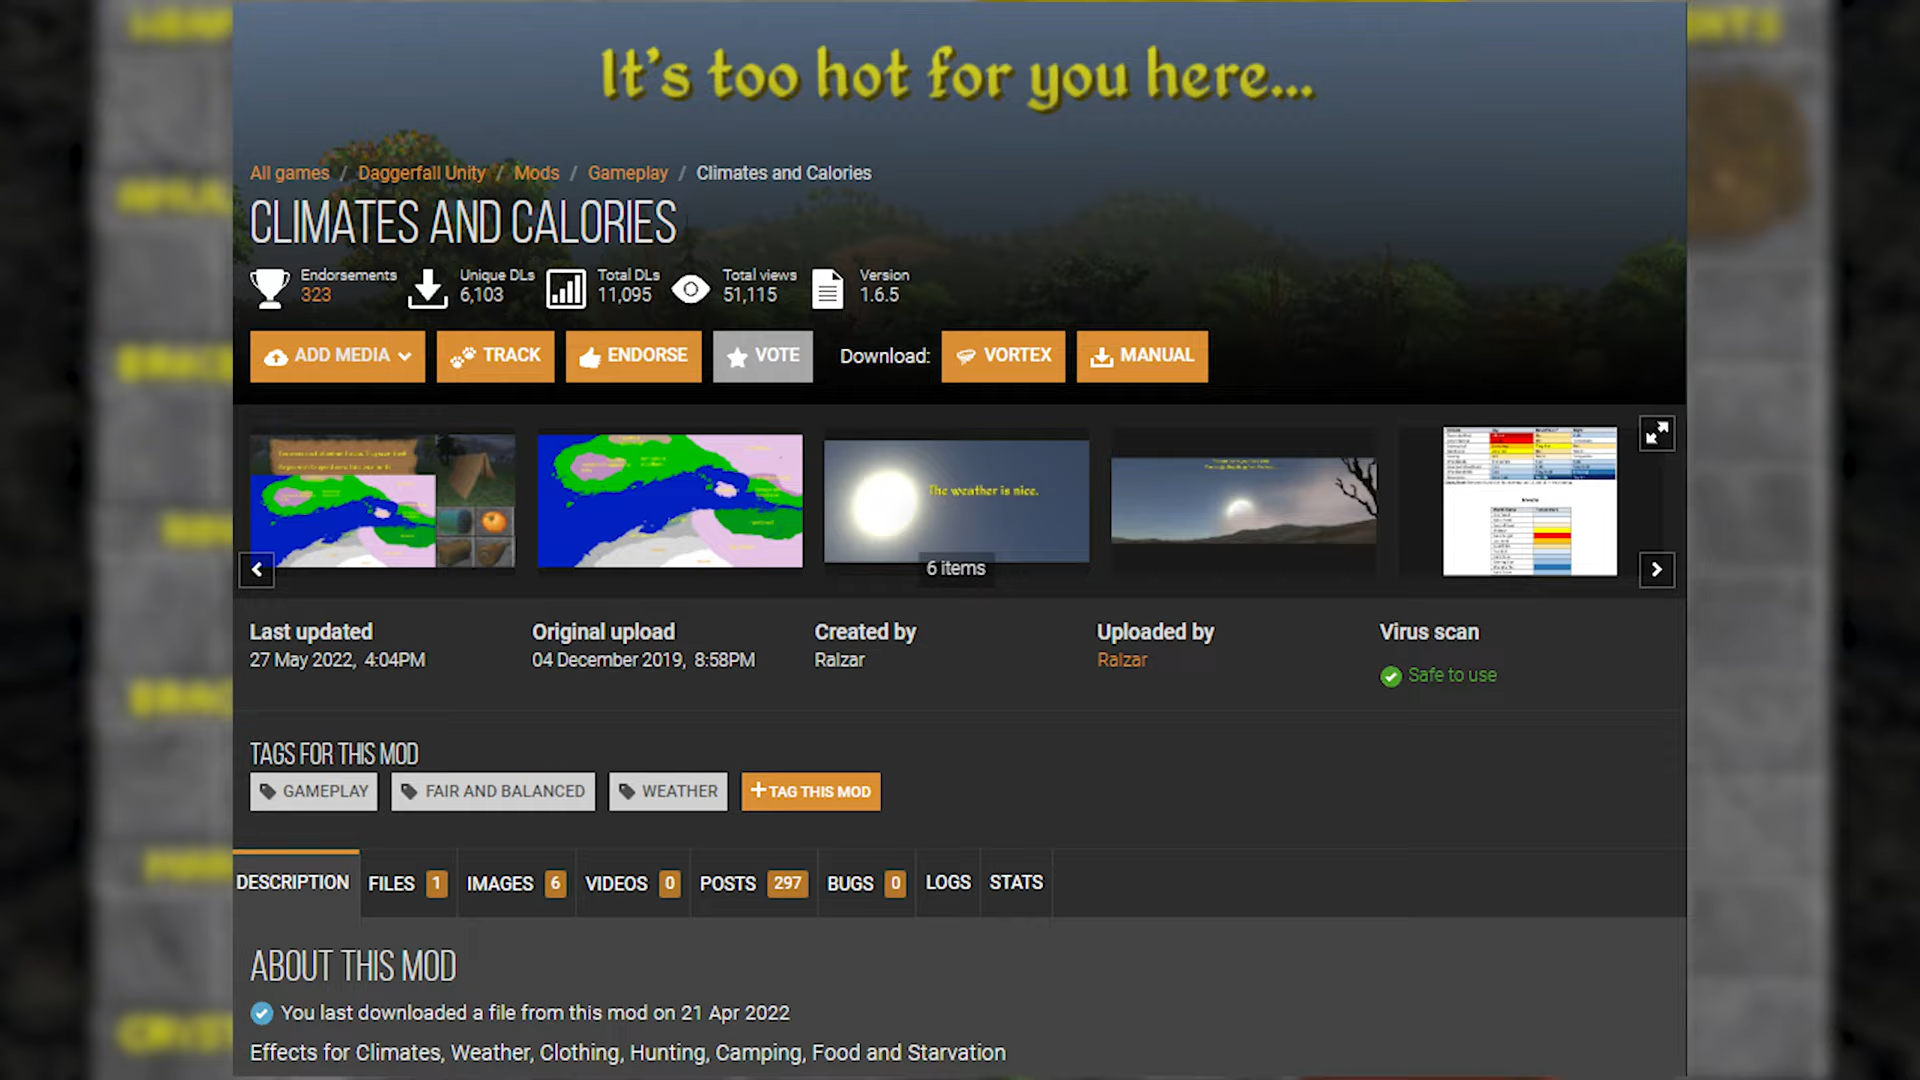 It's too hot for you here...
All games / Daggerfall Unity / Mods / Gameplay / Climates and Calories
CLIMATES AND CALORIES
Endorsements
323
Unique DLs
6,103
Total DLs
11,095
Total views
51,115
Version
1.6.5
ADD MEDIA
TRACK
ENDORSE
VOTE
Download:
VORTEX
MANUAL
The weather is nice.
6 items
Last updated
27 May 2022, 4:04PM
Original upload
04 December 2019, 8:58PM
Created by
Ralzar
Uploaded by
Ralzar
Virus scan
Safe to use
TAGS FOR THIS MOD
GAMEPLAY
FAIR AND BALANCED
WEATHER
+TAG THIS MOD
DESCRIPTION
FILES 1
IMAGES 6
VIDEOS 0
POSTS 297
BUGS 0
LOGS
STATS
ABOUT THIS MOD
You last downloaded a file from this mod on 21 Apr 2022
Effects for Climates, Weather, Clothing, Hunting, Camping, Food and Starvation